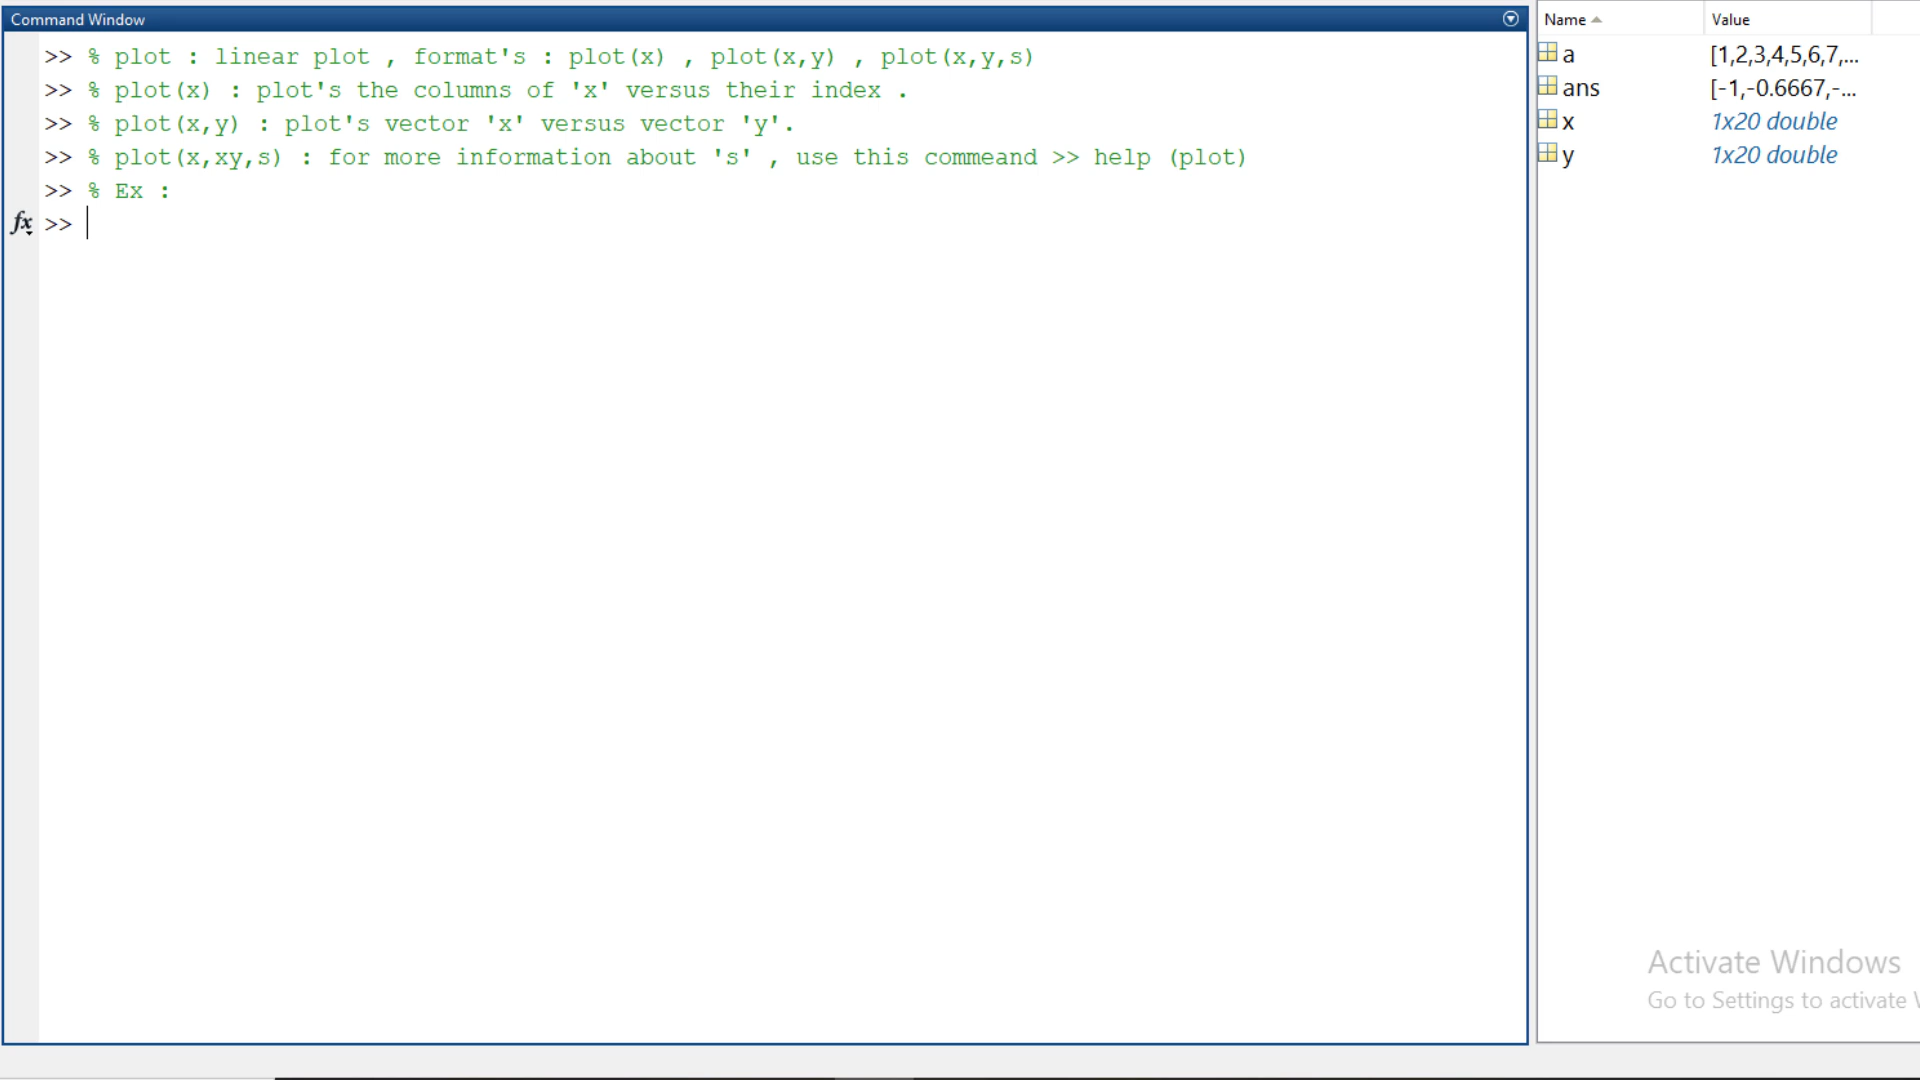 Command Window
>> % plot : linear plot , format's : plot(x) , plot(x,y) , plot(x,y,s)
>> % plot(x) : plot's the columns of 'x' versus their index .
>> % plot(x,y) : plot's vector 'x' versus vector 'y'.
>> % plot(x,xy,s) : for more information about 's' , use this commeand >> help (plot)
>> % Ex :
fx >>
Name Value
a [1,2,3,4,5,6,7,...
ans [-1,-0.6667,-...
x 1x20 double
y 1x20 double
Activate Windows
Go to Settings to activate